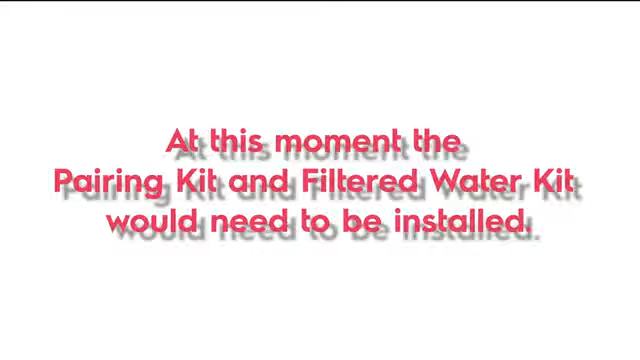 At this moment the
Pairing Kit and Filtered Water Kit
would need to be installed.